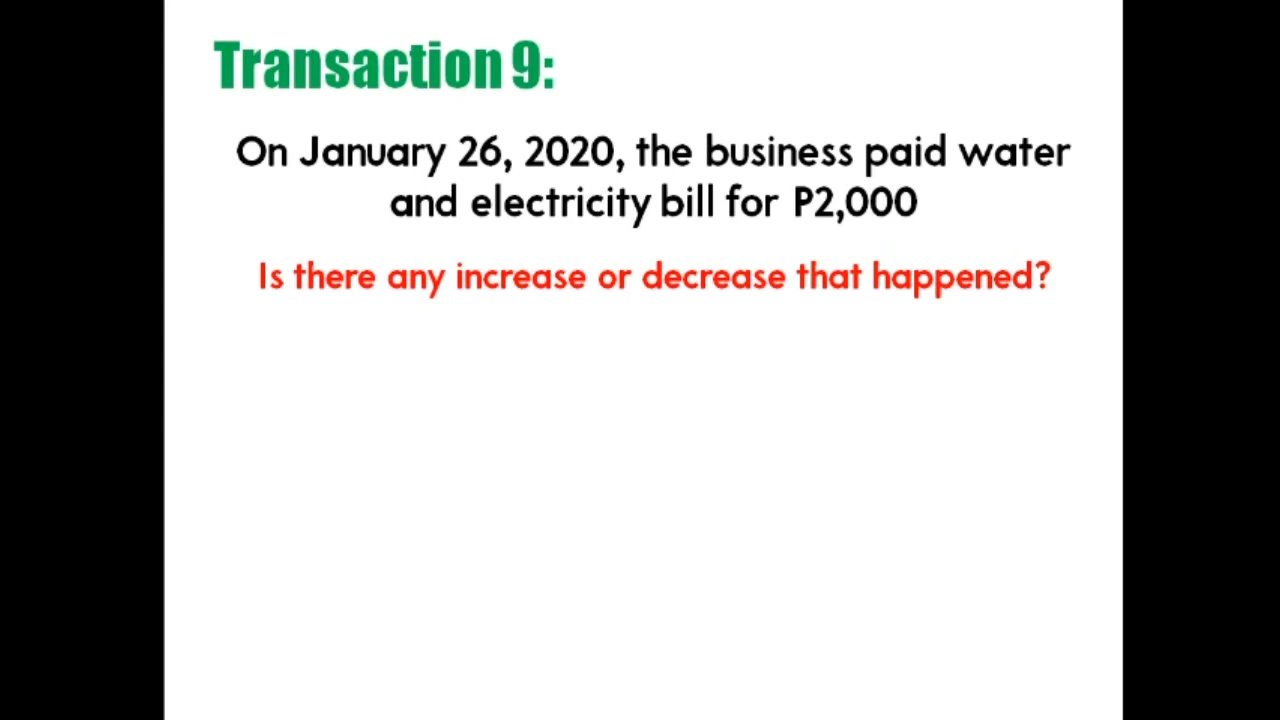 Transaction 9:
On January 26, 2020, the business paid water
and electricity bill for P2,000
Is there any increase or decrease that happened?